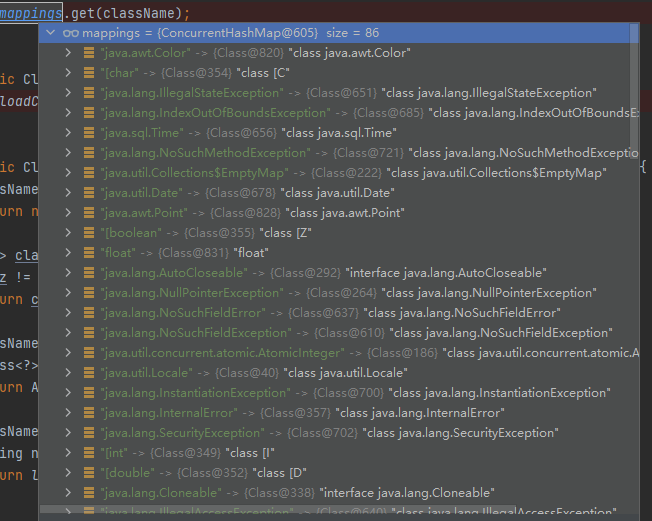 mappings.get(className);
mappings = {ConcurrentHashMap@605} size = 86
"java.awt.Color" -> {Class@820} "class java.awt.Color"
"[char" -> {Class@354} "class [C"
ic Cl
"java.lang.IllegalStateException" -> {Class@651} "class java.lang.IllegalStateException"
loadC
"java.lang.IndexOutOfBoundsException" -> {Class@685} "class java.lang.IndexOutOfBoundsE
"java.sql.Time" -> {Class@656} "class java.sql.Time"
"java.lang.NoSuchMethodException" -> {Class@721} "class java.lang.NoSuchMethodExceptio
ic Cl
"java.util.Collections$EmptyMap" -> {Class@222} "class java.util.Collections$EmptyMap"
{
sName
"java.util.Date" -> {Class@678} "class java.util.Date"
urn n
"java.awt.Point" -> {Class@828} "class java.awt.Point"
"[boolean" -> {Class@355} "class [Z"
> cla
"float" -> {Class@831} "float"
z !=
"java.lang.AutoCloseable" -> {Class@292} "interface java.lang.AutoCloseable"
urn c
"java.lang.NullPointerException" -> {Class@264} "class java.lang.NullPointerException"
"java.lang.NoSuchFieldError" -> {Class@637} "class java.lang.NoSuchFieldError"
sName
"java.lang.NoSuchFieldException" -> {Class@610} "class java.lang.NoSuchFieldException"
ss<?>
"java.util.concurrent.atomic.AtomicInteger" -> {Class@186} "class java.util.concurrent.atomic.A
urn A
"java.util.Locale" -> {Class@40} "class java.util.Locale"
"java.lang.InstantiationException" -> {Class@700} "class java.lang.InstantiationException"
"java.lang.InternalError" -> {Class@357} "class java.lang.InternalError"
sName
"java.lang.SecurityException" -> {Class@702} "class java.lang.SecurityException"
ing n
"[int" -> {Class@349} "class [I"
urn l
"[double" -> {Class@352} "class [D"
"java.lang.Cloneable" -> {Class@338} "interface java.lang.Cloneable"
"java.lang.IllegalAccessException" -> {Class@640} "class java.lang.IllegalAccessException"